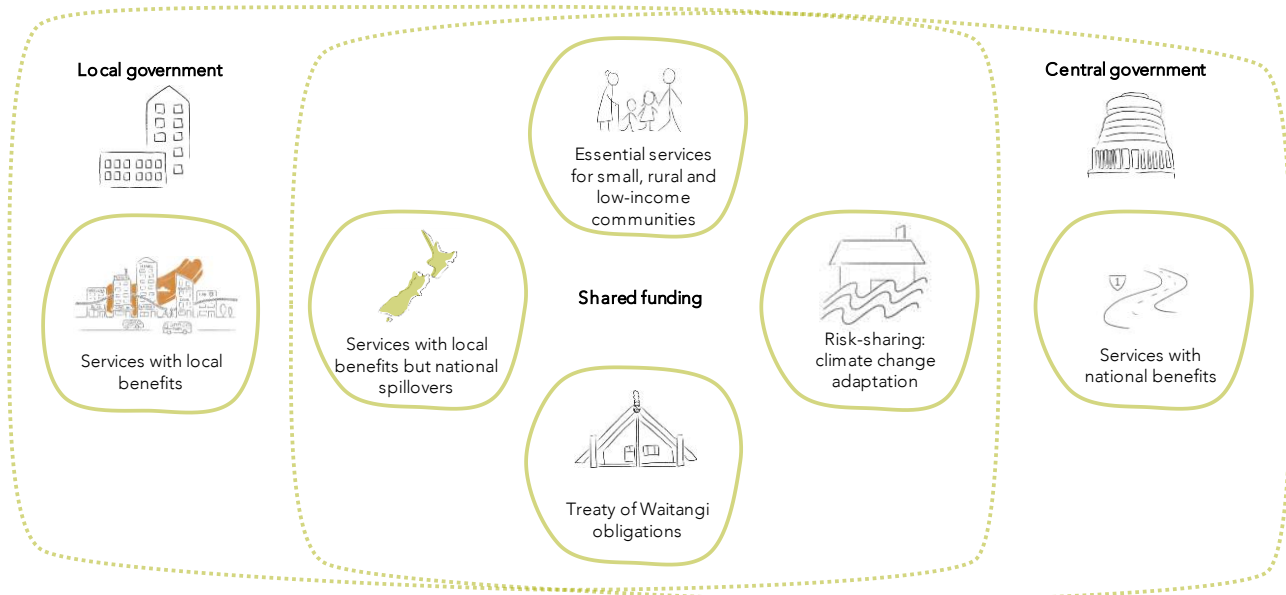 Local government
Central government
Essential services
for small, rural and
low-income
communities
Services with local
benefits
Services with local
benefits but national
spillovers
Shared funding
Risk-sharing:
climate change
adaptation
1
Services with
national benefits
Treaty of Waitangi
obligations